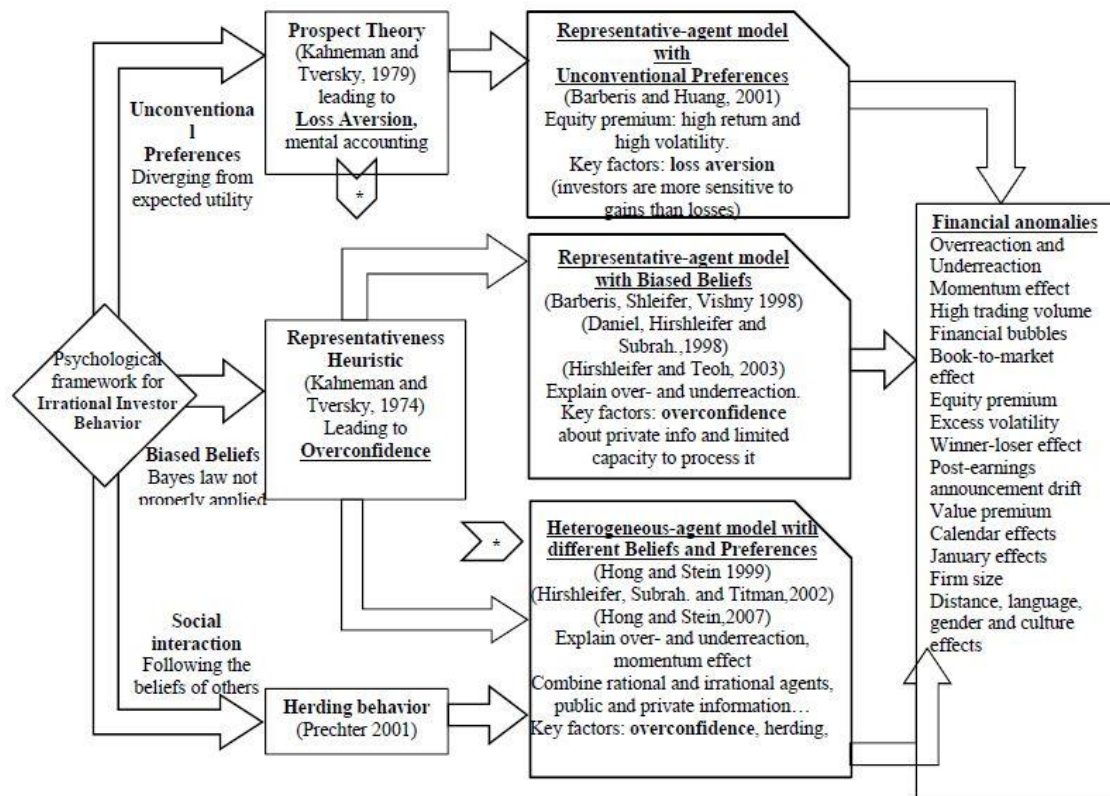 Prospect Theory
(Kahneman and
Tversky, 1979)
leading to
Loss Aversion,
mental accounting
*
Representative-agent model
with
Unconventional Preferences
(Barberis and Huang, 2001)
Equity premium: high return and
high volatility.
Key factors: loss aversion
(investors are more sensitive to
gains than losses)
Unconventiona
l
Preferences
Diverging from
expected utility
Psychological
framework for
Irrational Investor
Behavior
Biased Beliefs
Bayes law not
properly applied
Representativeness
Heuristic
(Kahneman and
Tversky, 1974)
Leading to
Overconfidence
Representative-agent model
with Biased Beliefs
(Barberis, Shleifer, Vishny 1998)
(Daniel, Hirshleifer and
Subrah.,1998)
(Hirshleifer and Teoh, 2003)
Explain over- and underreaction.
Key factors: overconfidence
about private info and limited
capacity to process it
*
Heterogeneous-agent model with
different Beliefs and Preferences
(Hong and Stein 1999)
(Hirshleifer, Subrah. and Titman,2002)
(Hong and Stein,2007)
Explain over- and underreaction,
momentum effect
Combine rational and irrational agents,
public and private information…
Key factors: overconfidence, herding,
Social
interaction
Following the
beliefs of others
Herding behavior
(Prechter 2001)
Financial anomalies
Overreaction and
Underreaction
Momentum effect
High trading volume
Financial bubbles
Book-to-market
effect
Equity premium
Excess volatility
Winner-loser effect
Post-earnings
announcement drift
Value premium
Calendar effects
January effects
Firm size
Distance, language,
gender and culture
effects